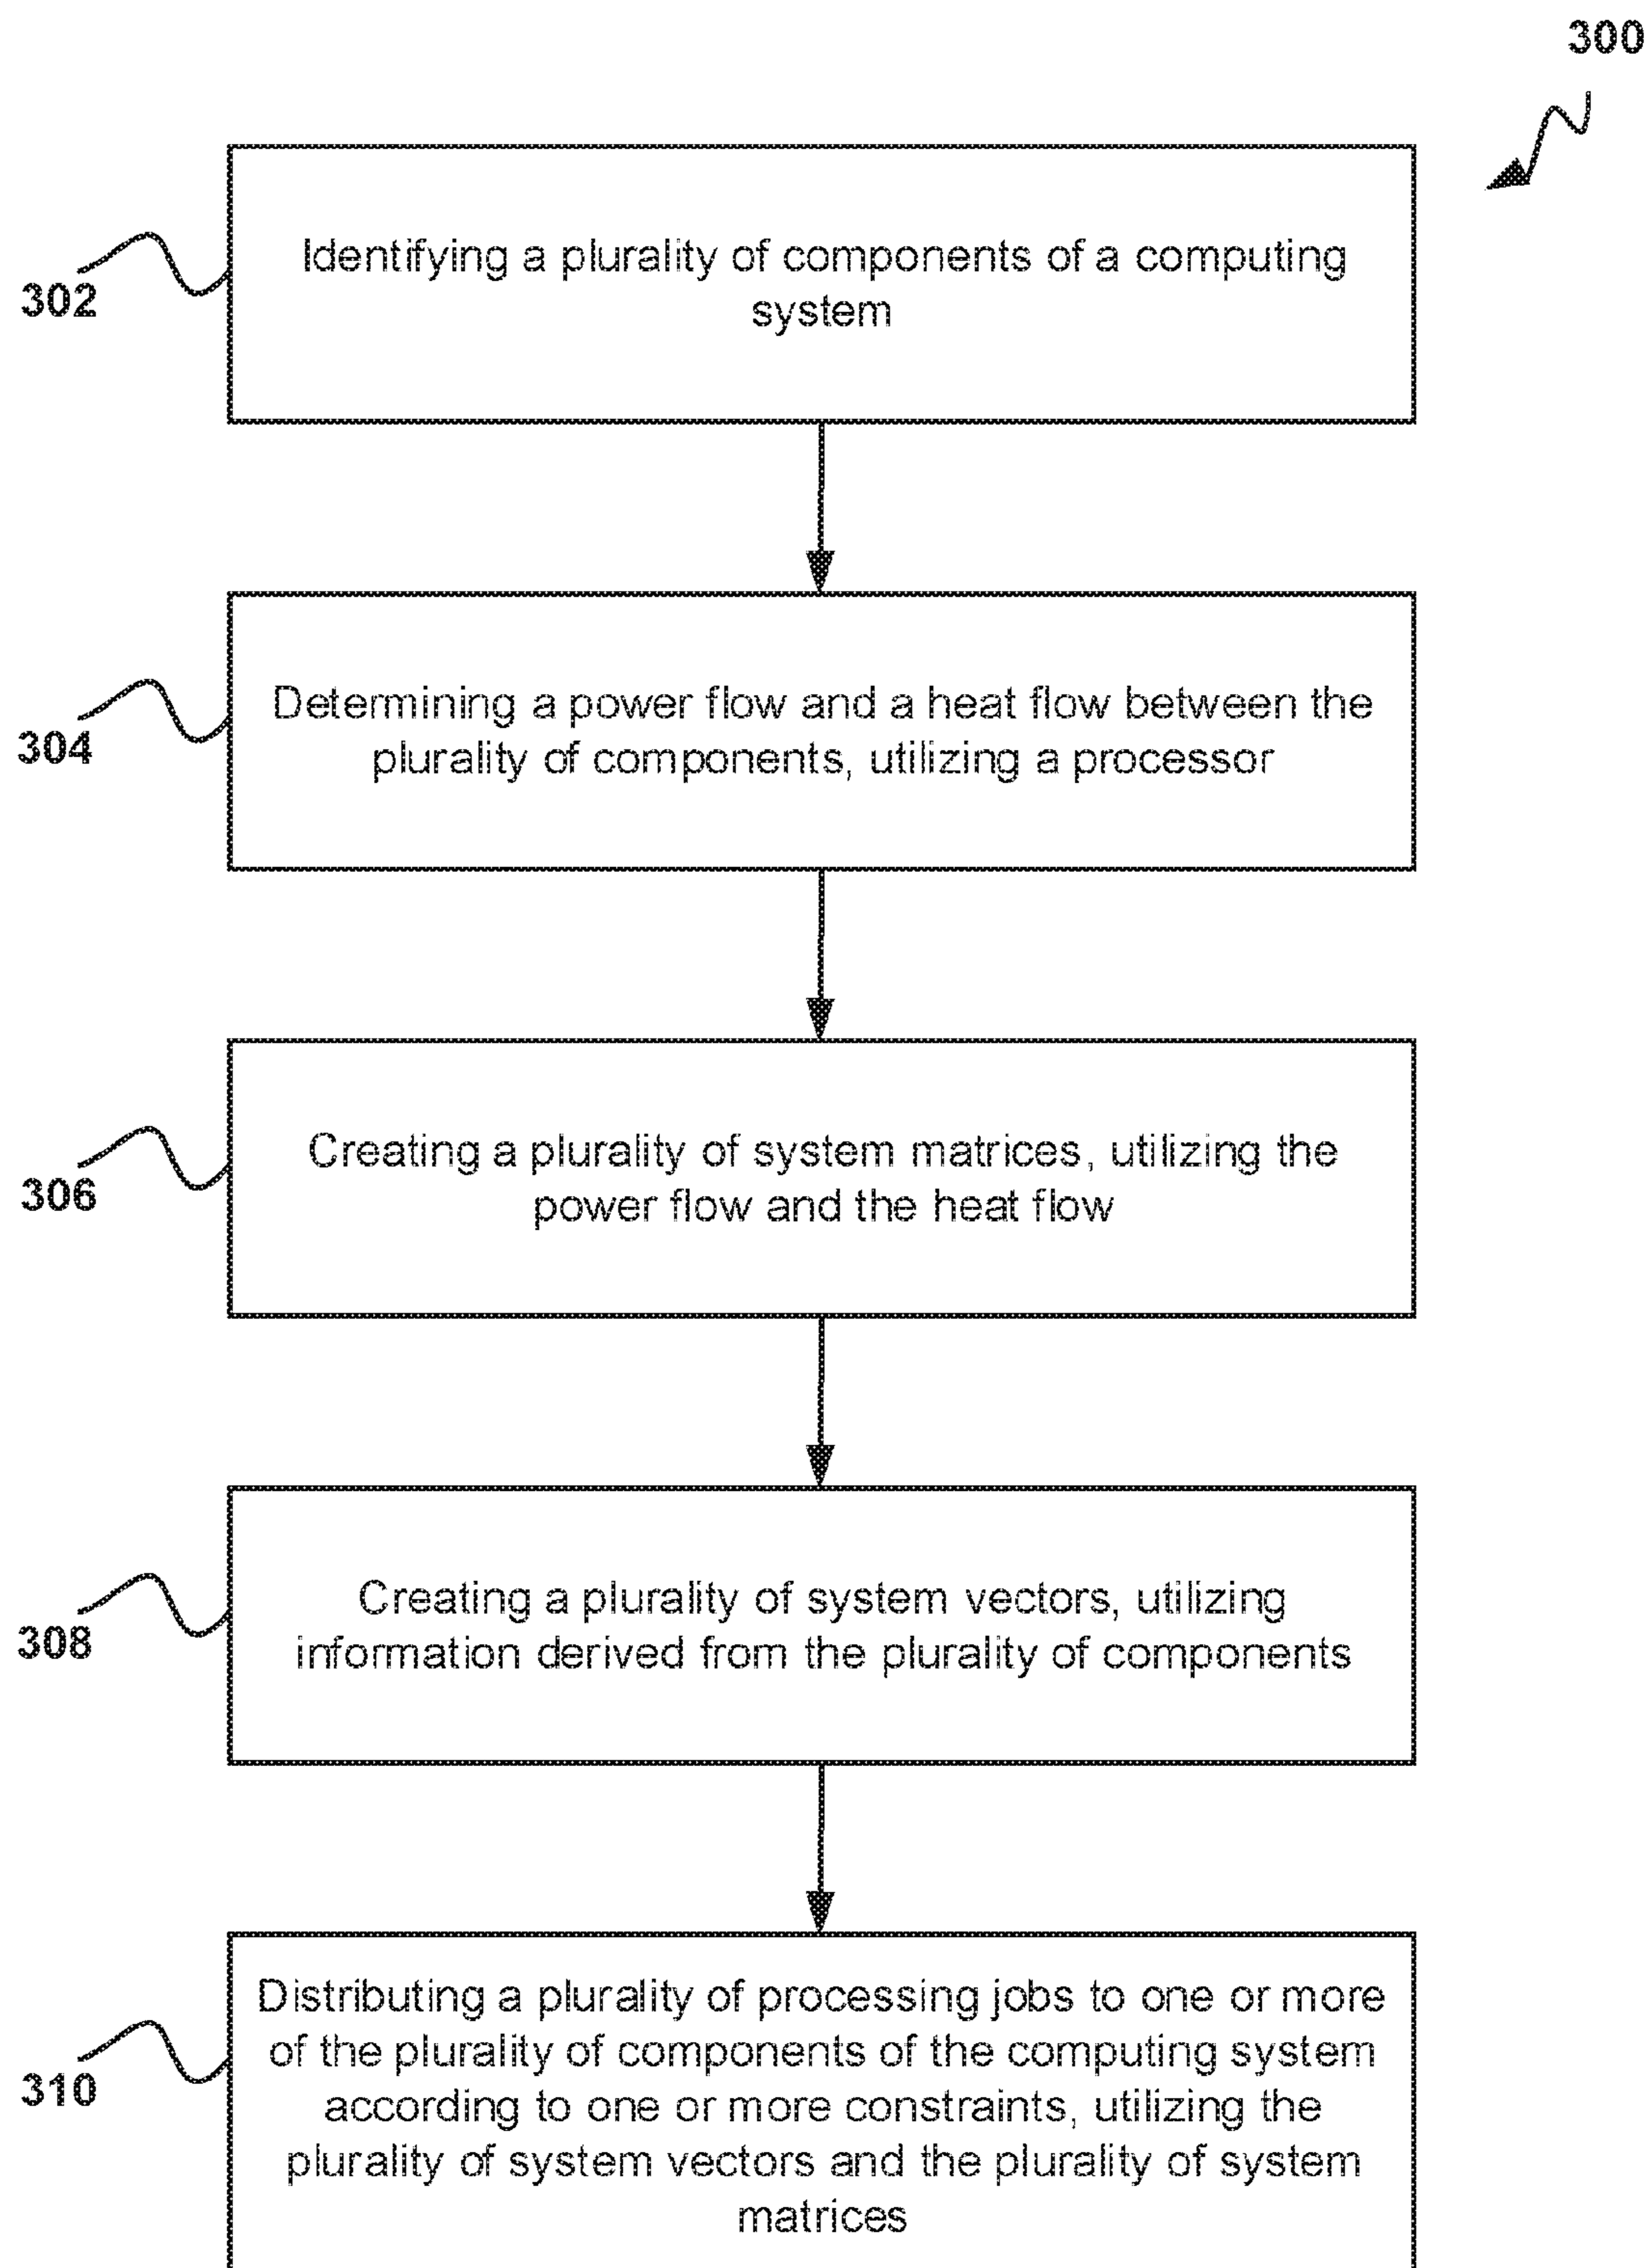 300
Identifying a plurality of components of a computing
system
302
Determining a power flow and a heat flow between the
plurality of components, utilizing a processor
304
Creating a plurality of system matrices, utilizing the
power flow and the heat flow
306
Creating a plurality of system vectors, utilizing
information derived from the plurality of components
308
Distributing a plurality of processing jobs to one or more
of the plurality of components of the computing system
according to one or more constraints, utilizing the
plurality of system vectors and the plurality of system
matrices
310